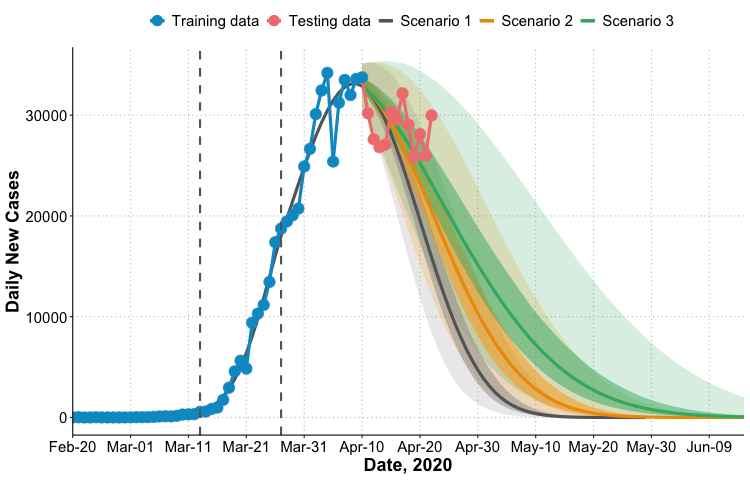 Training data Testing data Scenario 1 Scenario 2 Scenario 3
Daily New Cases
30000
20000
10000
0
Feb-20 Mar-01 Mar-11 Mar-21 Mar-31 Apr-10 Apr-20 Apr-30 May-10 May-20 May-30 Jun-09
Date, 2020